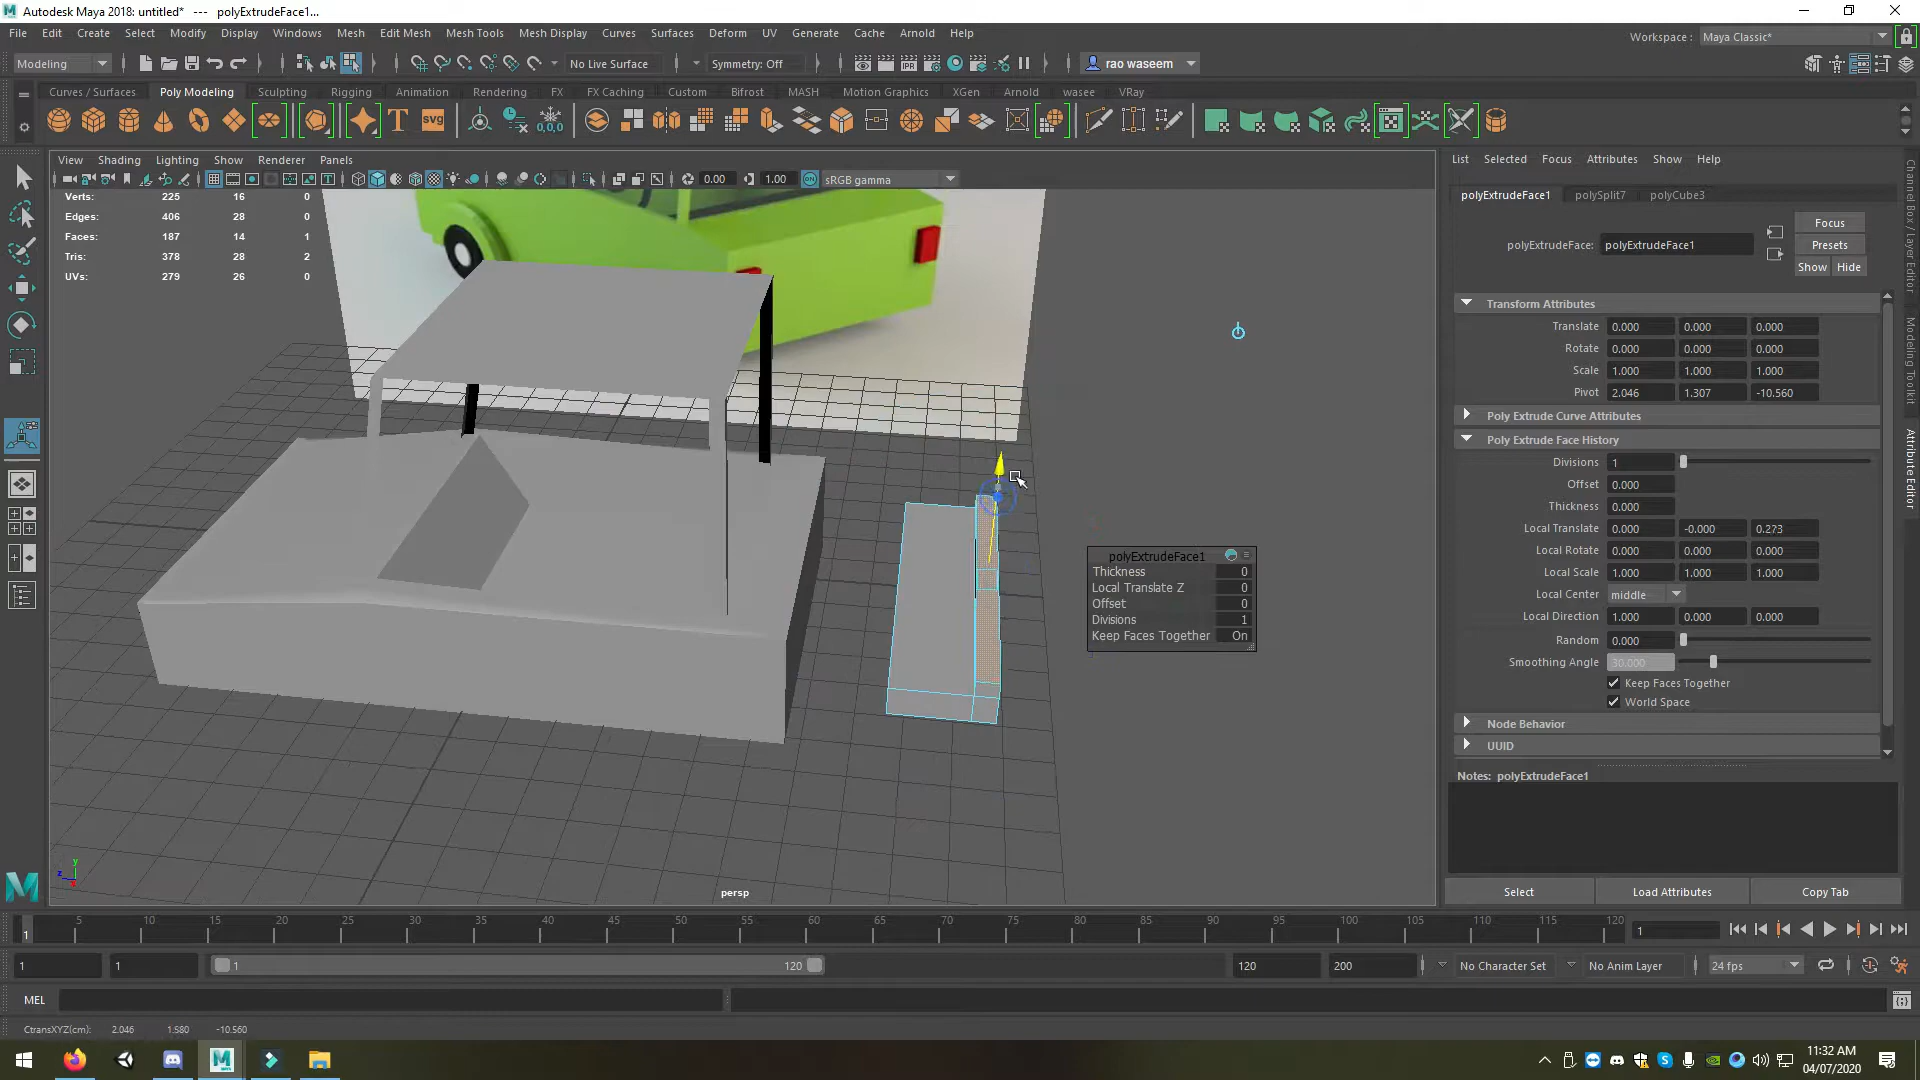 Autodesk Maya 2018: untitled* --- polyExtrudeFace1...
File Edit Create Select Modify Display Windows Mesh Edit Mesh Mesh Tools Mesh Display Curves Surfaces Deform UV Generate Cache Arnold Help
Workspace : Maya Classic*
Modeling No Live Surface Symmetry: Off rao waseem
Curves / Surfaces Poly Modeling Sculpting Rigging Animation Rendering FX FX Caching Custom Bifrost MASH Motion Graphics XGen Arnold wasee VRay
View Shading Lighting Show Renderer Panels
0.00 1.00 sRGB gamma
Verts: 225 16 0
Edges: 406 28 0
Faces: 187 14 1
Tris: 378 28 2
UVs: 279 26 0
polyExtrudeFace1
Thickness 0
Local Translate Z 0
Offset 0
Divisions 1
Keep Faces Together On
persp
List Selected Focus Attributes Show Help
polyExtrudeFace1 polySplit7 polyCube3
Focus
polyExtrudeFace: polyExtrudeFace1 Presets
Show Hide
Transform Attributes
Translate 0.000 0.000 0.000
Rotate 0.000 0.000 0.000
Scale 1.000 1.000 1.000
Pivot 2.046 1.307 -10.560
Poly Extrude Curve Attributes
Poly Extrude Face History
Divisions 1
Offset 0.000
Thickness 0.000
Local Translate 0.000 -0.000 0.273
Local Rotate 0.000 0.000 0.000
Local Scale 1.000 1.000 1.000
Local Center middle
Local Direction 1.000 0.000 0.000
Random 0.000
Smoothing Angle 30.000
Keep Faces Together
World Space
Node Behavior
UUID
Notes: polyExtrudeFace1
Select Load Attributes Copy Tab
Channel Box / Layer Editor
Modeling Toolkit
Attribute Editor
5 10 15 20 25 30 35 40 45 50 55 60 65 70 75 80 85 90 95 100 105 110 115 120
1 1
1 1 1 120 120 200 No Character Set No Anim Layer 24 fps
MEL
CtransXYZ(cm): 2.046 1.580 -10.560
11:32 AM
04/07/2020